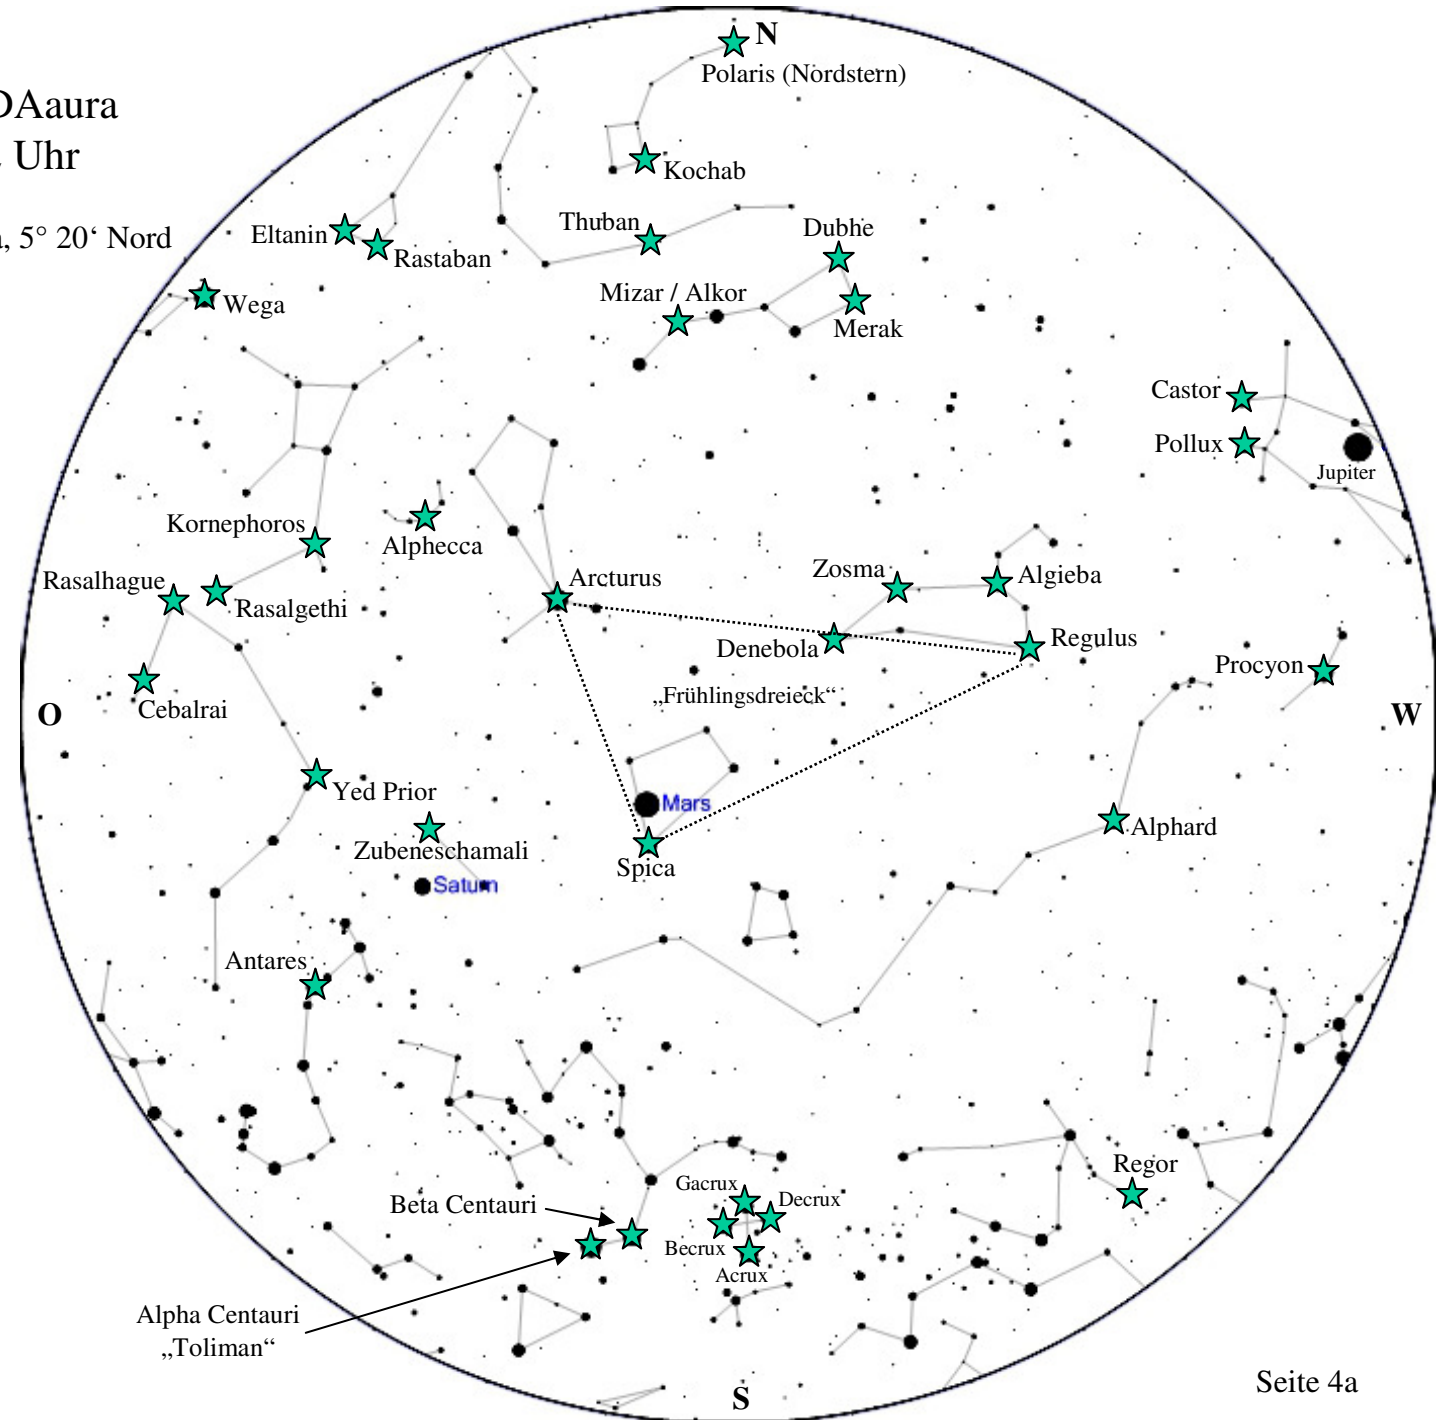 N
Polaris (Nordstern)
Aaura
Uhr
Kochab
Thuban
Dubhe
Eltanin
5° 20‘ Nord
Rastaban
Mizar / Alkor
Wega
Merak
Castor
Pollux
Jupiter
Kornephoros
Alphecca
Arcturus
Zosma
Algieba
Rasalhague
Rasalgethi
Denebola
Regulus
Procyon
„Frühlingsdreieck“
Cebalrai
O
W
Yed Prior
Mars
Alphard
Zubeneschamali
Spica
Saturn
Antares
Regor
Gacrux
Decrux
Beta Centauri
Becrux
Acrux
Alpha Centauri
„Toliman“
Seite 4a
S